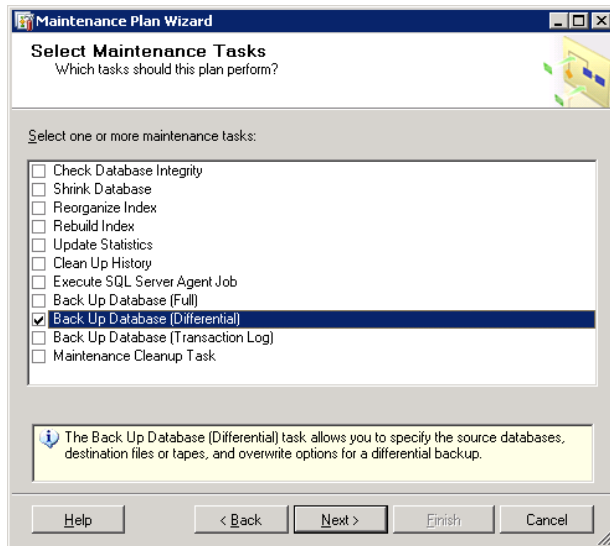 Maintenance Plan Wizard
Select Maintenance Tasks
Which tasks should this plan perform?
Select one or more maintenance tasks:
Check Database Integrity
Shrink Database
Reorganize Index
Rebuild Index
Update Statistics
Clean Up History
Execute SQL Server Agent Job
Back Up Database (Full)
Back Up Database (Differential)
Back Up Database (Transaction Log)
Maintenance Cleanup Task
The Back Up Database (Differential) task allows you to specify the source databases,
destination files or tapes, and overwrite options for a differential backup.
Help < Back Next > Finish Cancel